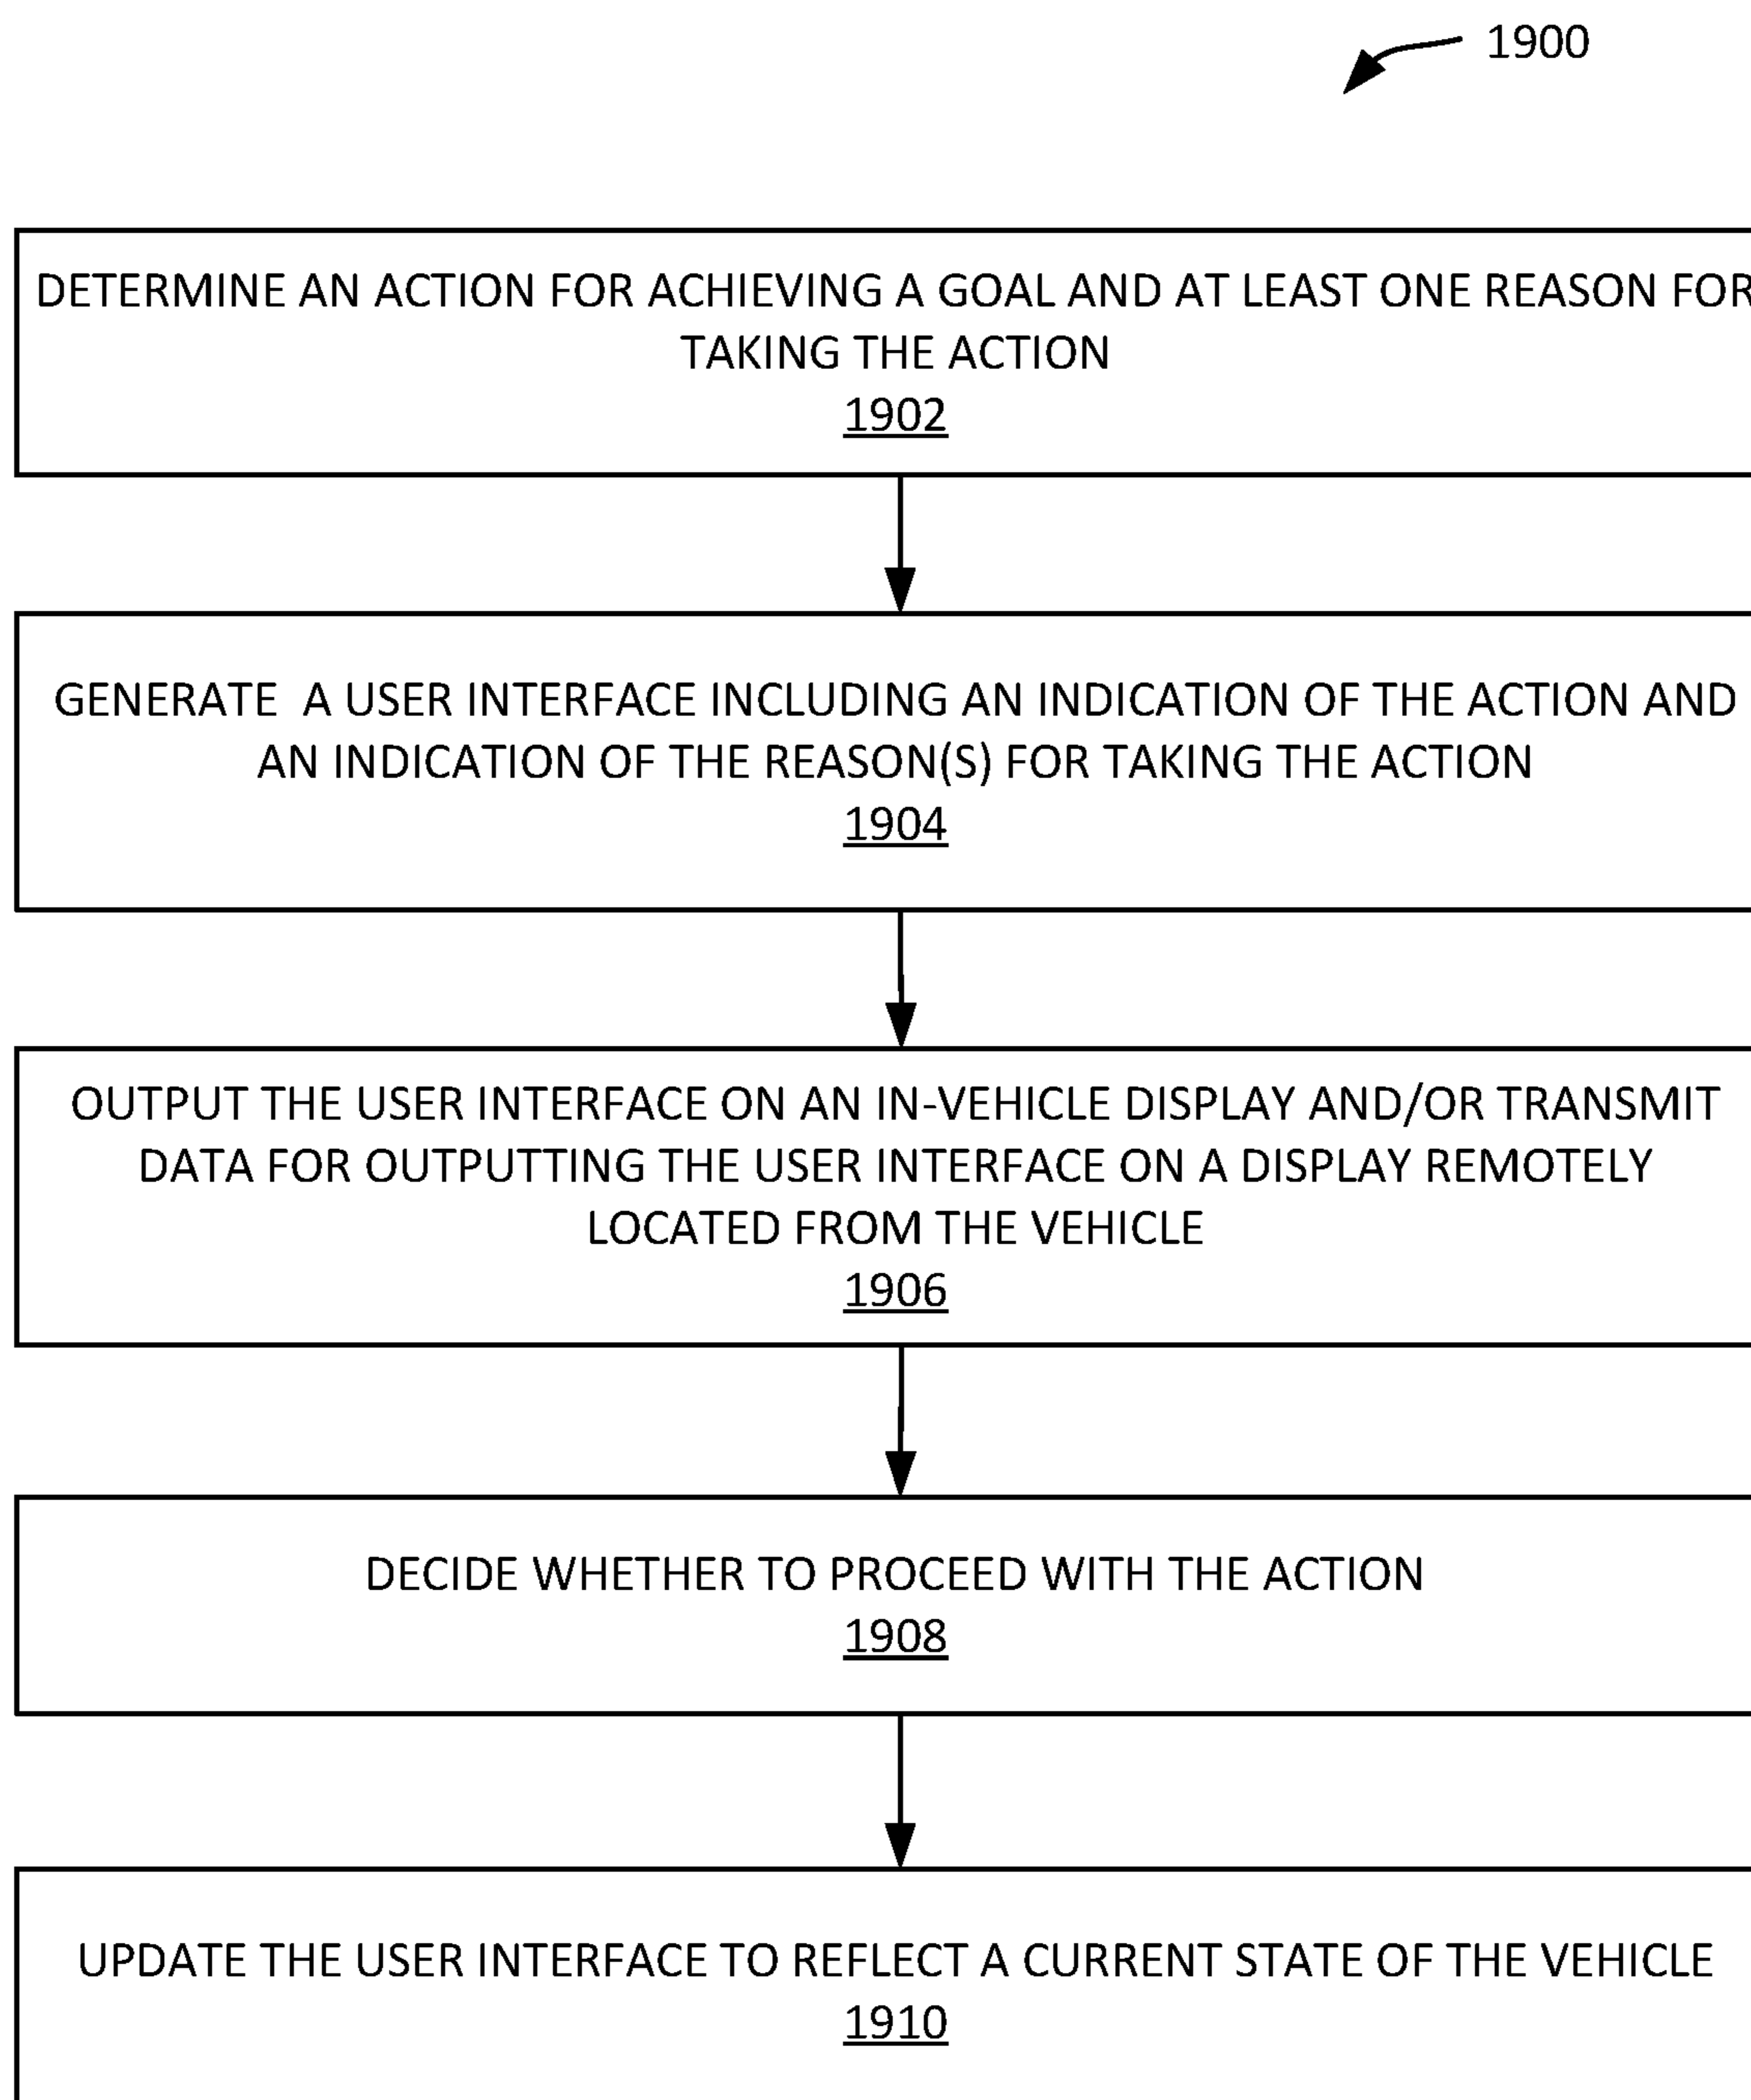 1900
DETERMINE AN ACTION FOR ACHIEVING A GOAL AND AT LEAST ONE REASON FOR
TAKING THE ACTION
1902
GENERATE A USER INTERFACE INCLUDING AN INDICATION OF THE ACTION AND
AN INDICATION OF THE REASON(S) FOR TAKING THE ACTION
1904
OUTPUT THE USER INTERFACE ON AN IN-VEHICLE DISPLAY AND/OR TRANSMIT
DATA FOR OUTPUTTING THE USER INTERFACE ON A DISPLAY REMOTELY
LOCATED FROM THE VEHICLE
1906
DECIDE WHETHER TO PROCEED WITH THE ACTION
1908
UPDATE THE USER INTERFACE TO REFLECT A CURRENT STATE OF THE VEHICLE
1910